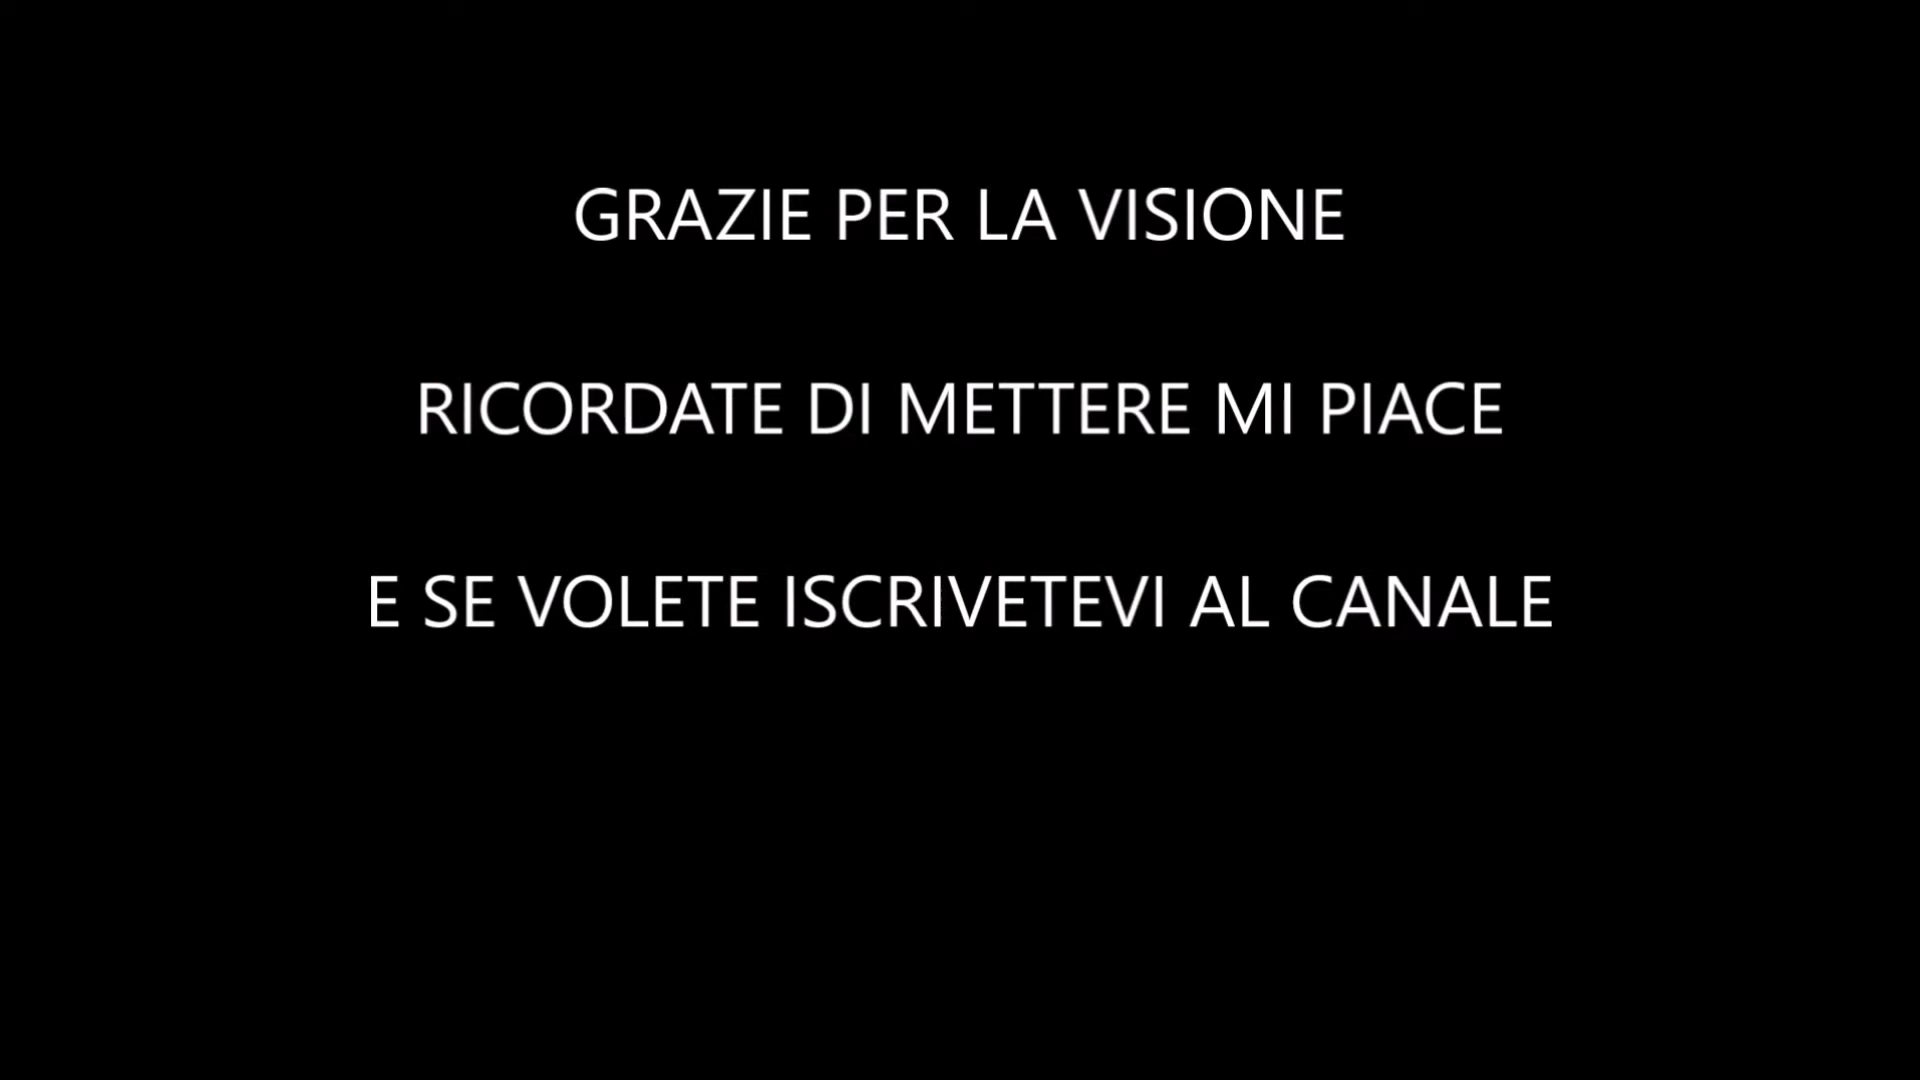 GRAZIE PER LA VISIONE
RICORDATE DI METTERE MI PIACE
E SE VOLETE ISCRIVETEVI AL CANALE